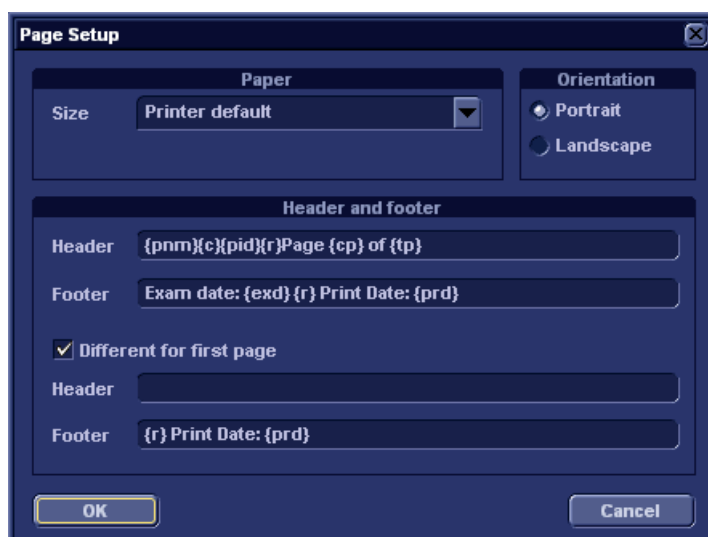 Page Setup
Paper
Size Printer default
Orientation
Portrait
Landscape
Header and footer
Header {pnm}{c}{pid}{r}Page {cp} of {tp}
Footer Exam date: {exd} {r} Print Date: {prd}
Different for first page
Header
Footer {r} Print Date: {prd}
OK Cancel